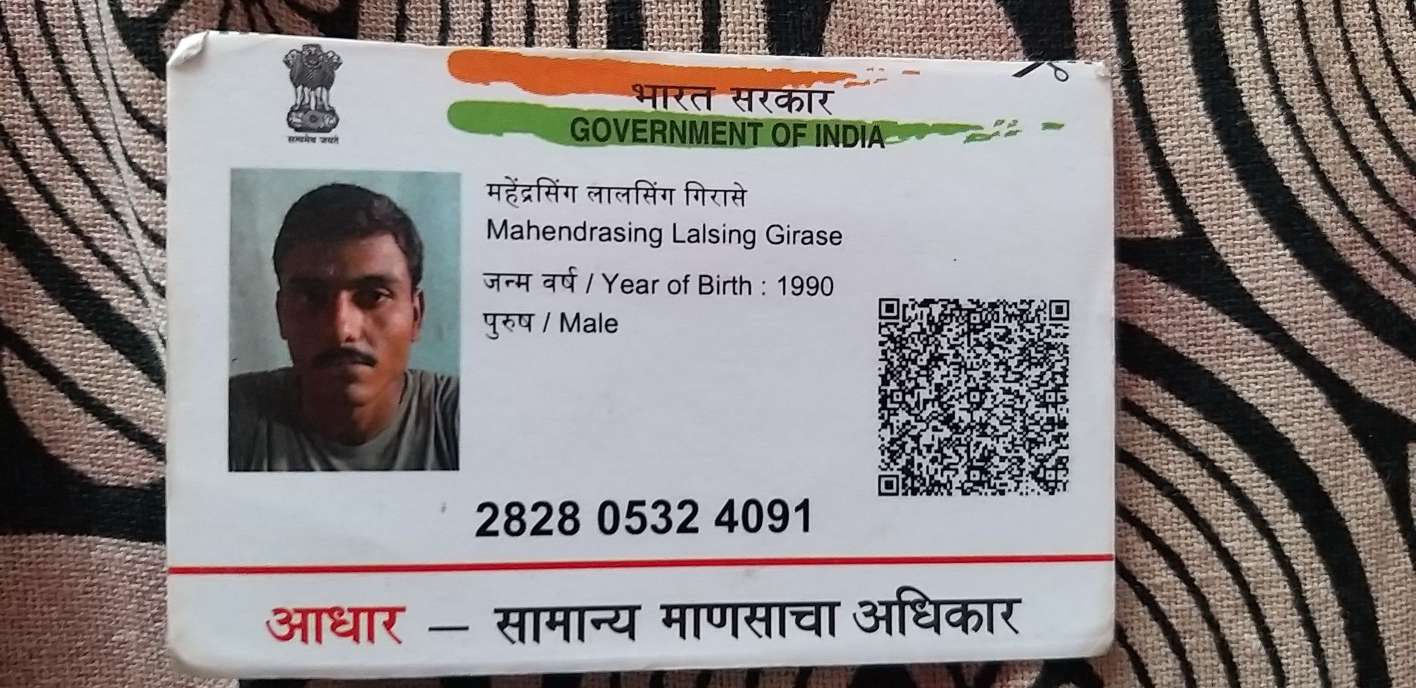 सत्यमेव जयते
भारत सरकार
GOVERNMENT OF INDIA
महेंद्रसिंग लालसिंग गिरासे
Mahendrasing Lalsing Girase
जन्म वर्ष / Year of Birth : 1990
पुरुष / Male
2828 0532 4091
आधार — सामान्य माणसाचा अधिकार